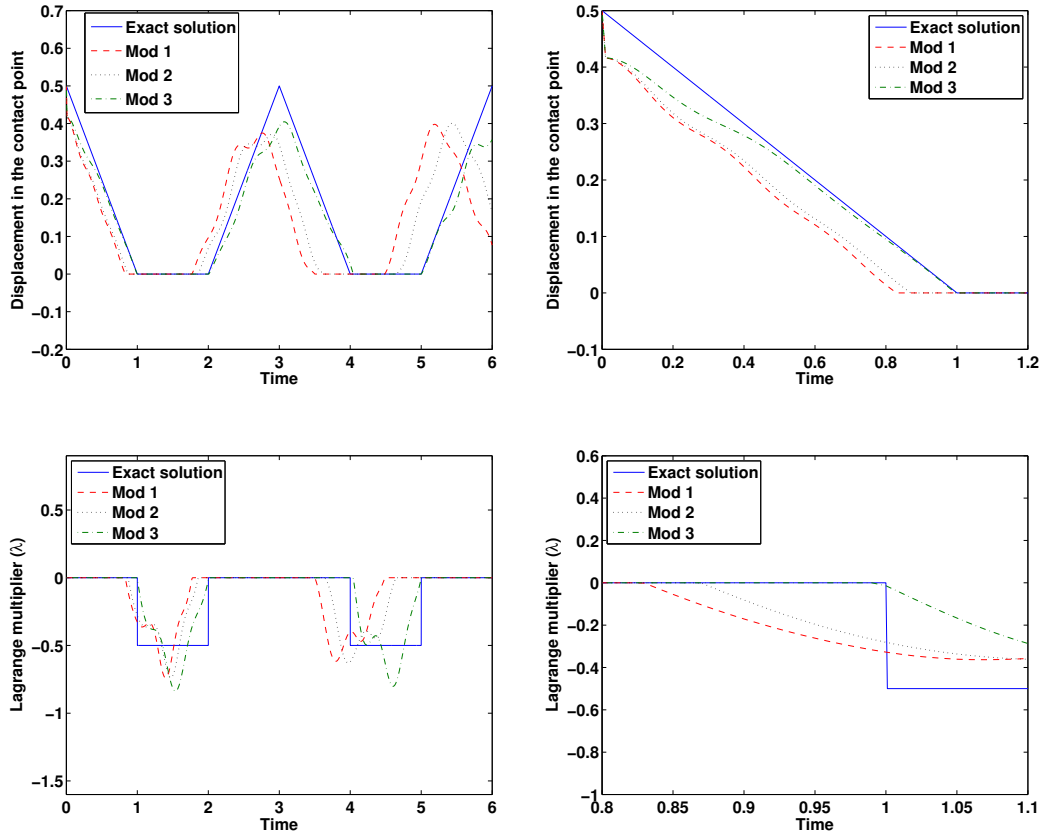 0.7
0.6
0.5
0.4
0.3
0.2
0.1
0
−0.1
−0.2
0 1 2 3 4 5 6
Time
Displacement in the contact point
Exact solution
Mod 1
Mod 2
Mod 3
0.5
0.4
0.3
0.2
0.1
0
−0.1
0 0.2 0.4 0.6 0.8 1 1.2
Time
Displacement in the contact point
Exact solution
Mod 1
Mod 2
Mod 3
0.5
0
−0.5
−1
−1.5
0 1 2 3 4 5 6
Time
Lagrange multiplier (λ)
Exact solution
Mod 1
Mod 2
Mod 3
0.6
0.4
0.2
0
−0.2
−0.4
−0.6
−0.8
−1
0.8 0.85 0.9 0.95 1 1.05 1.1
Time
Lagrange multiplier (λ)
Exact solution
Mod 1
Mod 2
Mod 3